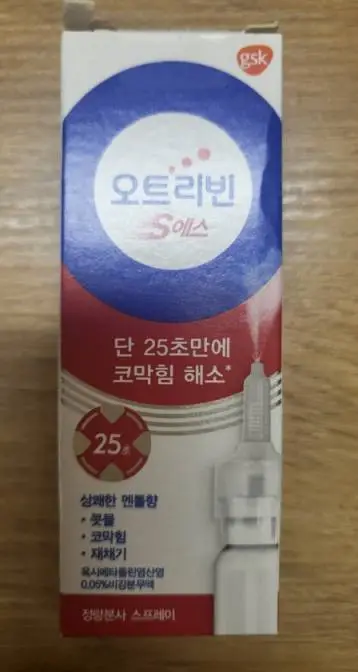 gsk
오트리빈
S에스
단 25초만에
코막힘 해소*
25초
상쾌한 멘톨향
• 콧물
• 코막힘
• 재채기
옥시메타졸린염산염
0.05%비강분무액
정량분사 스프레이